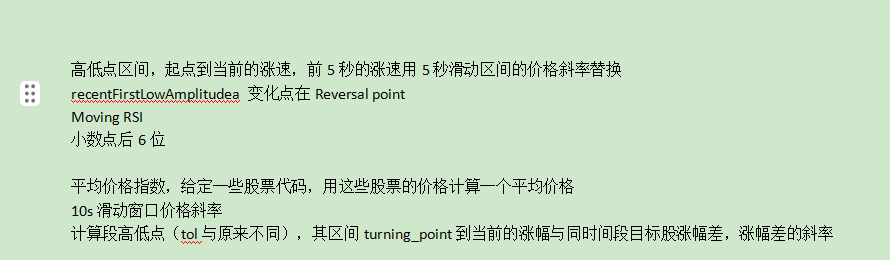 高低点区间，起点到当前的涨速，前 5 秒的涨速用 5 秒滑动区间的价格斜率替换
recentFirstLowAmplitudea 变化点在 Reversal point
Moving RSI
小数点后 6 位
平均价格指数，给定一些股票代码，用这些股票的价格计算一个平均价格
10s 滑动窗口价格斜率
计算段高低点（tol 与原来不同），其区间 turning_point 到当前的涨幅与同时间段目标股涨幅差，涨幅差的斜率